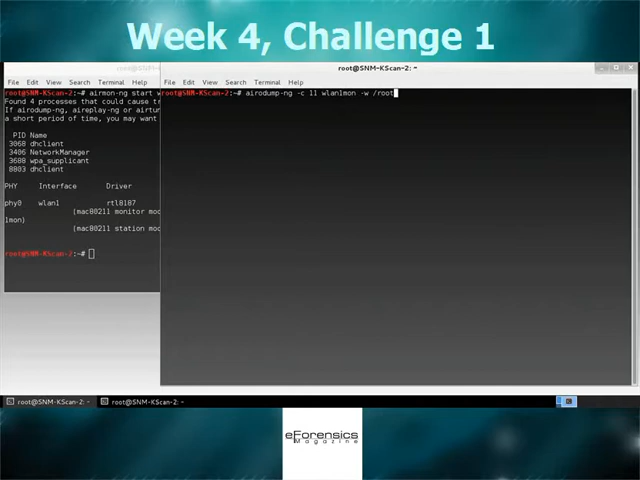 Week 4, Challenge 1
root@SNM-KScan-2: ~
File Edit View Search Terminal Help
root@SNM-KScan-2:~# airmon-ng start w
Found 4 processes that could cause tr
If airodump-ng, aireplay-ng or airtun
a short period of time, you may want
PID Name
3068 dhclient
3406 NetworkManager
3688 wpa_supplicant
8803 dhclient
PHY Interface Driver
phy0 wlan1 rtl8187
(mac80211 monitor mod
1mon)
(mac80211 station mod
root@SNM-KScan-2:~#
File Edit View Search Terminal Help
root@SNM-KScan-2:~# airodump-ng -c 11 wlan1mon -w /root
root@SNM-KScan-2: ~
root@SNM-KScan-2: ~
eForensics
Magazine